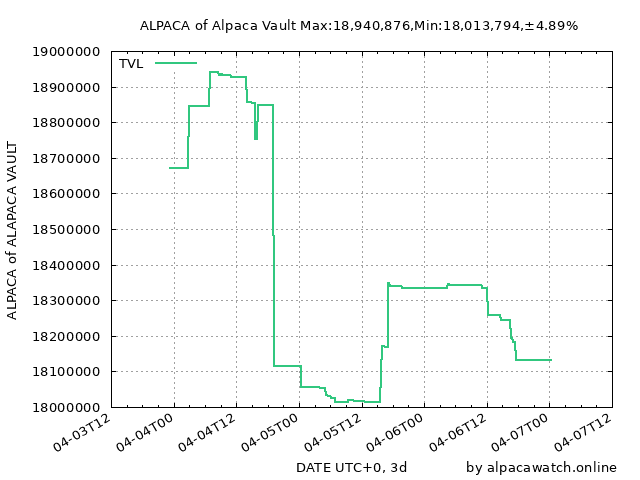 ALPACA of Alpaca Vault Max:18,940,876,Min:18,013,794,±4.89%
TVL
ALPACA of ALAPACA VAULT
19000000
18900000
18800000
18700000
18600000
18500000
18400000
18300000
18200000
18100000
18000000
04-03T12
04-04T00
04-04T12
04-05T00
04-05T12
04-06T00
04-06T12
04-07T00
04-07T12
DATE UTC+0, 3d
by alpacawatch.online